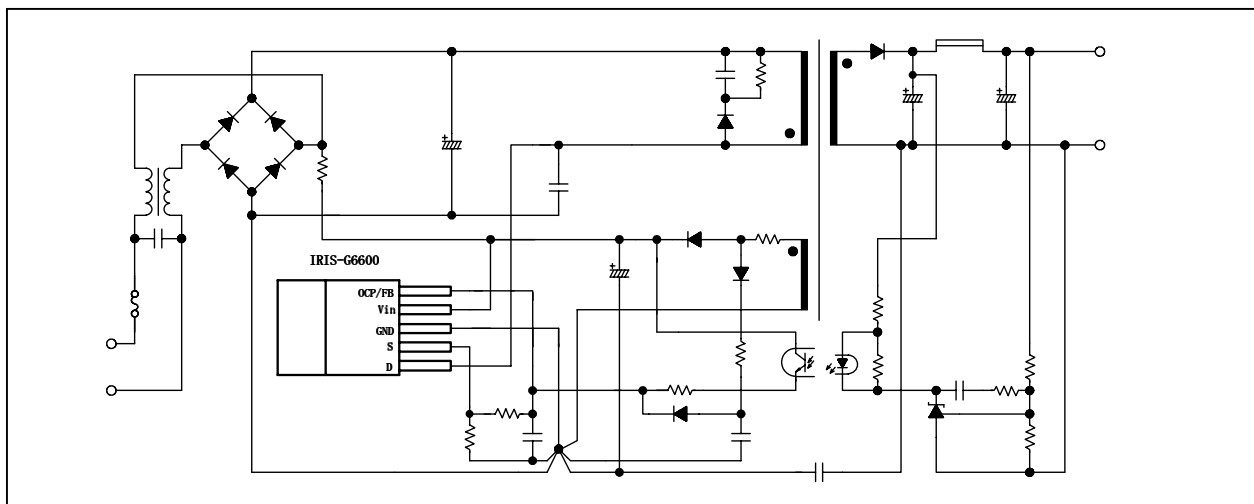 IRIS-G6600
OCP/FB
Vin
GND
S
D
+
+
+
+